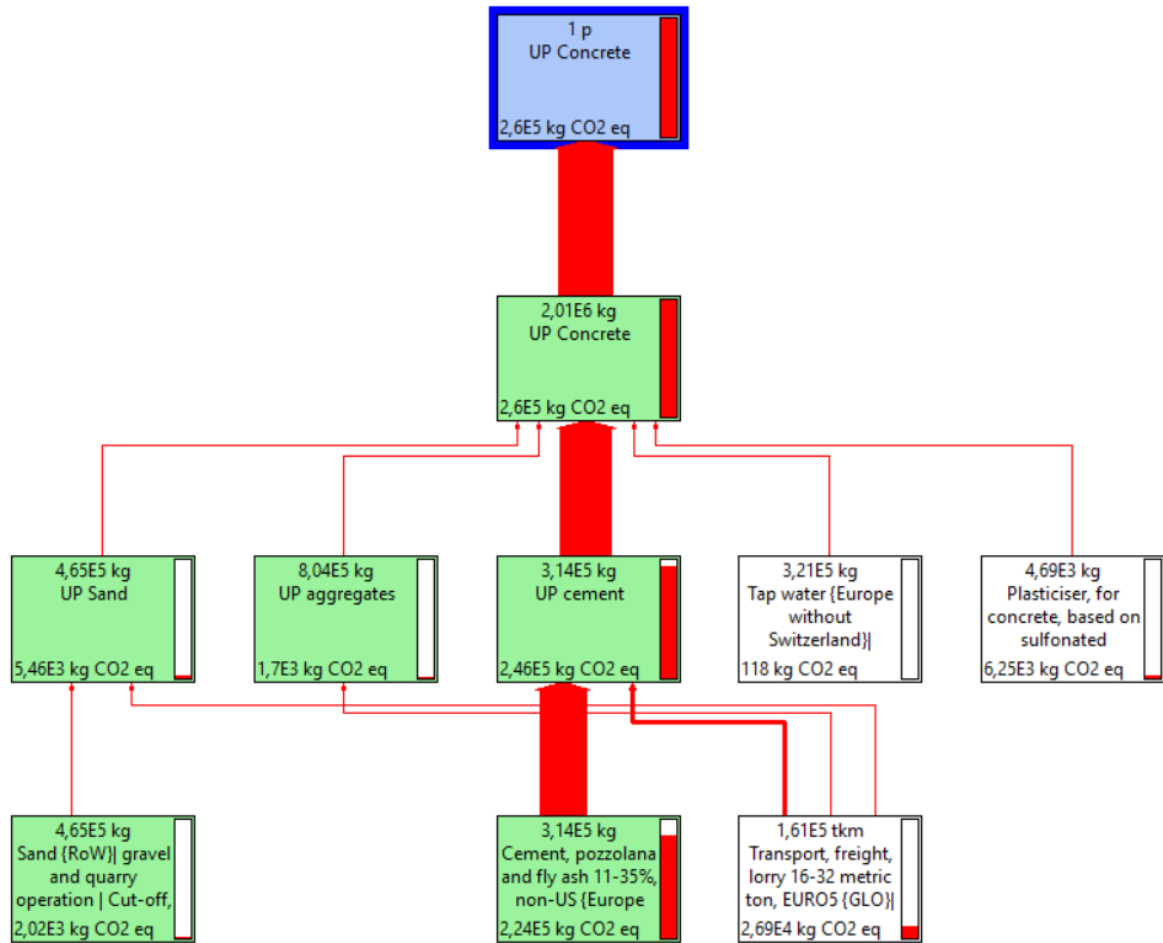 1 p
UP Concrete
2,6E5 kg CO2 eq
2,01E6 kg
UP Concrete
2,6E5 kg CO2 eq
4,65E5 kg
UP Sand
5,46E3 kg CO2 eq
8,04E5 kg
UP aggregates
1,7E3 kg CO2 eq
3,14E5 kg
UP cement
2,46E5 kg CO2 eq
3,21E5 kg
Tap water {Europe
without
Switzerland}|
118 kg CO2 eq
4,69E3 kg
Plasticiser, for
concrete, based on
sulfonated
6,25E3 kg CO2 eq
4,65E5 kg
Sand {RoW}| gravel
and quarry
operation | Cut-off,
2,02E3 kg CO2 eq
3,14E5 kg
Cement, pozzolana
and fly ash 11-35%,
non-US {Europe
2,24E5 kg CO2 eq
1,61E5 tkm
Transport, freight,
lorry 16-32 metric
ton, EURO5 {GLO}|
2,69E4 kg CO2 eq